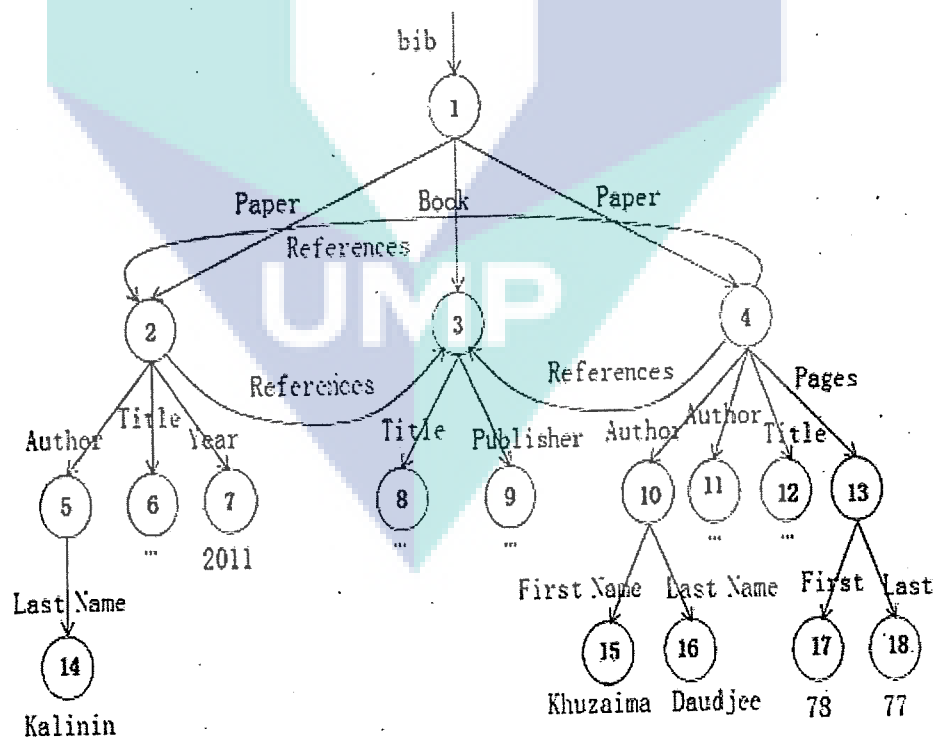 bib
1
Paper
Book
Paper
References
UMP
2
3
4
References
References
Pages
Author
Title
Year
Title
Publisher
Author
Author
Title
5
6
7
8
9
10
11
12
13
...
2011
...
...
...
...
Last Name
First Name
Last Name
First
Last
14
15
16
17
18
Kalinin
Khuzaima
Daudjee
78
77